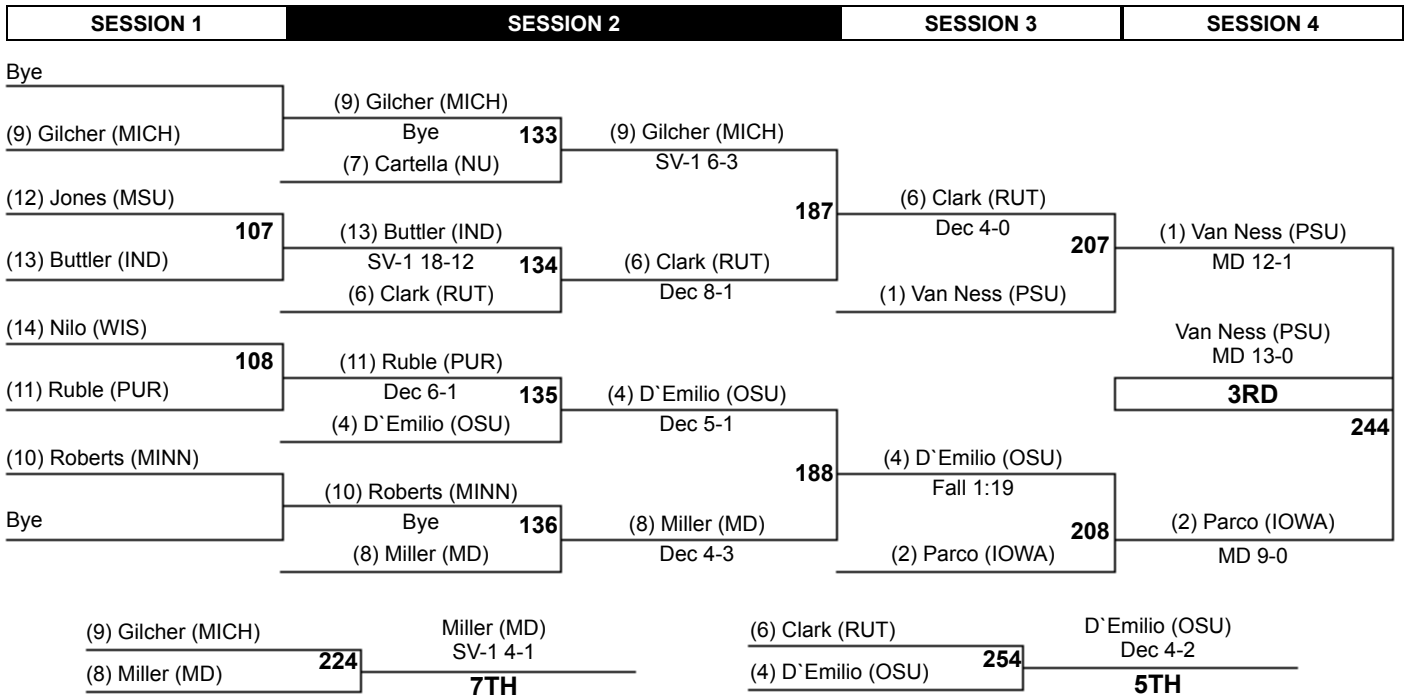 SESSION 1
SESSION 2
SESSION 3
SESSION 4
Bye
(9) Gilcher (MICH)
(12) Jones (MSU)
107
(13) Buttler (IND)
(14) Nilo (WIS)
108
(11) Ruble (PUR)
(10) Roberts (MINN)
Bye
(9) Gilcher (MICH)
Bye
133
(7) Cartella (NU)
(13) Buttler (IND)
SV-1 18-12
134
(6) Clark (RUT)
(11) Ruble (PUR)
Dec 6-1
135
(4) D`Emilio (OSU)
(10) Roberts (MINN)
Bye
136
(8) Miller (MD)
(9) Gilcher (MICH)
SV-1 6-3
187
(6) Clark (RUT)
Dec 8-1
(4) D`Emilio (OSU)
Dec 5-1
188
(8) Miller (MD)
Dec 4-3
(6) Clark (RUT)
Dec 4-0
207
(1) Van Ness (PSU)
(4) D`Emilio (OSU)
Fall 1:19
208
(2) Parco (IOWA)
(1) Van Ness (PSU)
MD 12-1
Van Ness (PSU)
MD 13-0
3RD
244
(2) Parco (IOWA)
MD 9-0
(9) Gilcher (MICH)
224
(8) Miller (MD)
Miller (MD)
SV-1 4-1
7TH
(6) Clark (RUT)
254
(4) D`Emilio (OSU)
D`Emilio (OSU)
Dec 4-2
5TH